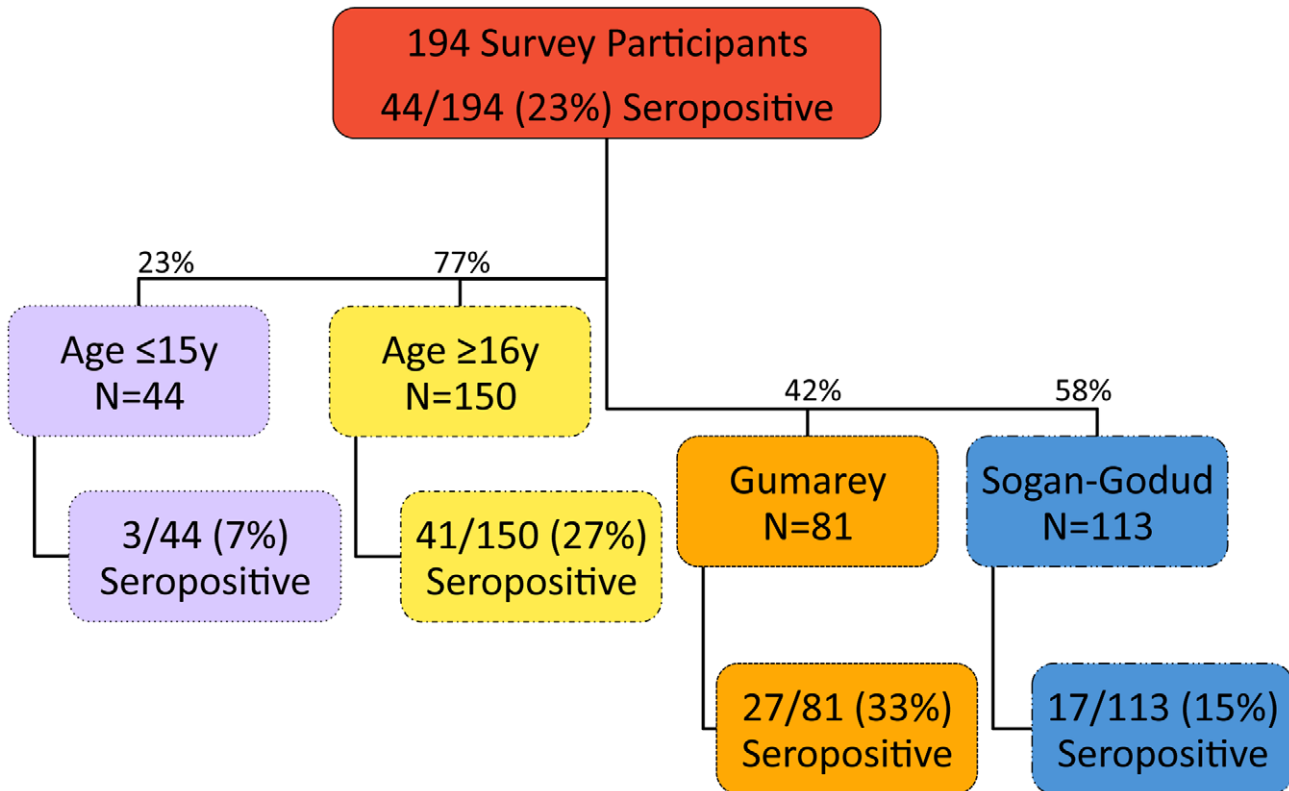 194 Survey Participants
44/194 (23%) Seropositive
23%
77%
Age ≤15y
N=44
Age ≥16y
N=150
3/44 (7%)
Seropositive
41/150 (27%)
Seropositive
42%
58%
Gumarey
N=81
Sogan-Godud
N=113
27/81 (33%)
Seropositive
17/113 (15%)
Seropositive